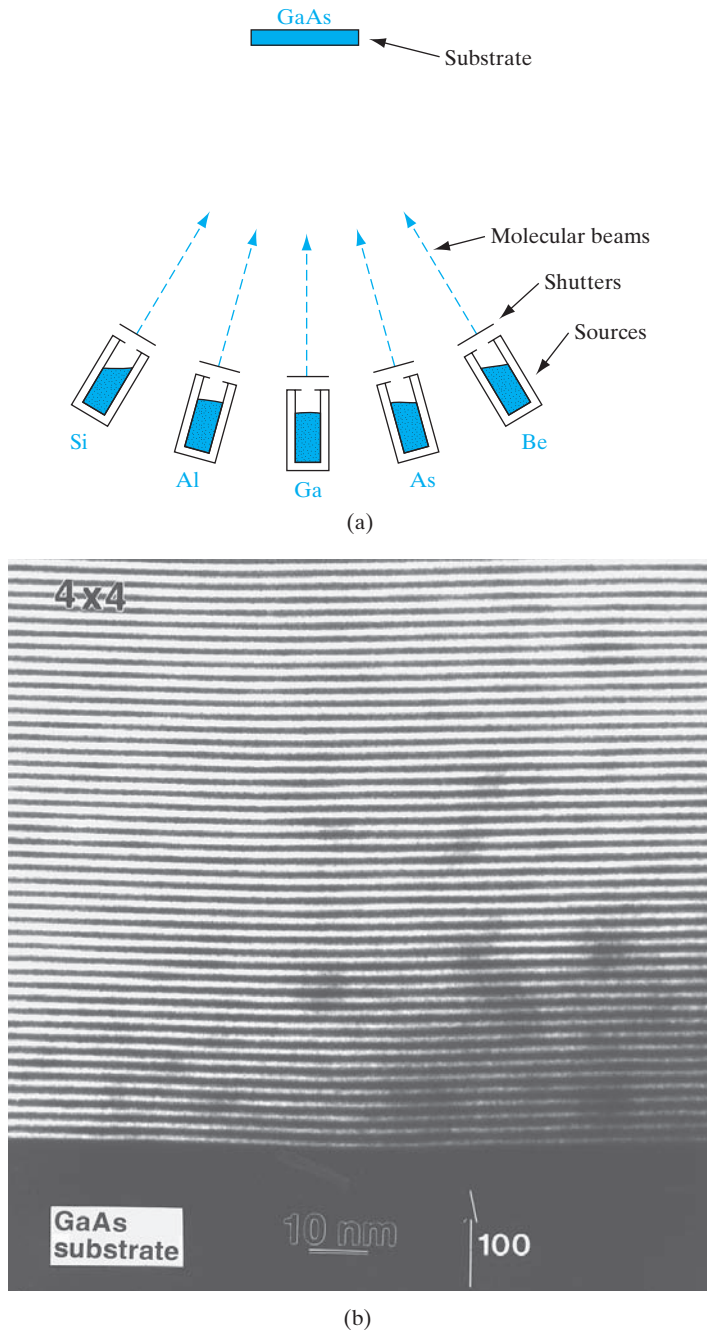 GaAs
Substrate
Molecular beams
Shutters
Sources
Si
Al
Ga
As
Be
(a)
4x4
GaAs
substrate
10 nm
100
(b)